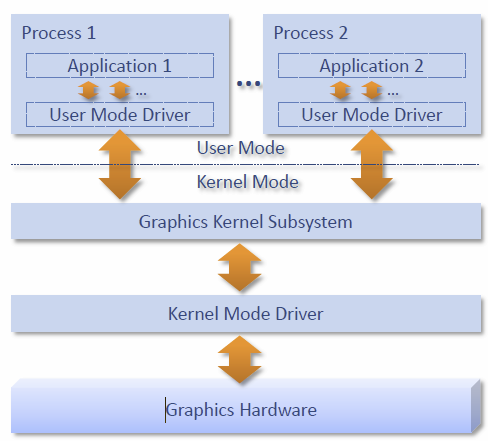 Process 1
Application 1
...
User Mode Driver
...
Process 2
Application 2
...
User Mode Driver
User Mode
Kernel Mode
Graphics Kernel Subsystem
Kernel Mode Driver
Graphics Hardware